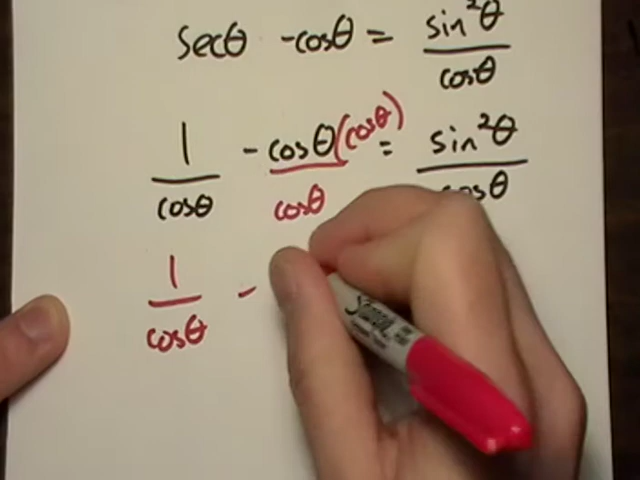 secθ -cosθ = sin²θ/cosθ
1/cosθ - cosθ(cosθ)/cosθ = sin²θ/cosθ
1/cosθ -
Sharpie